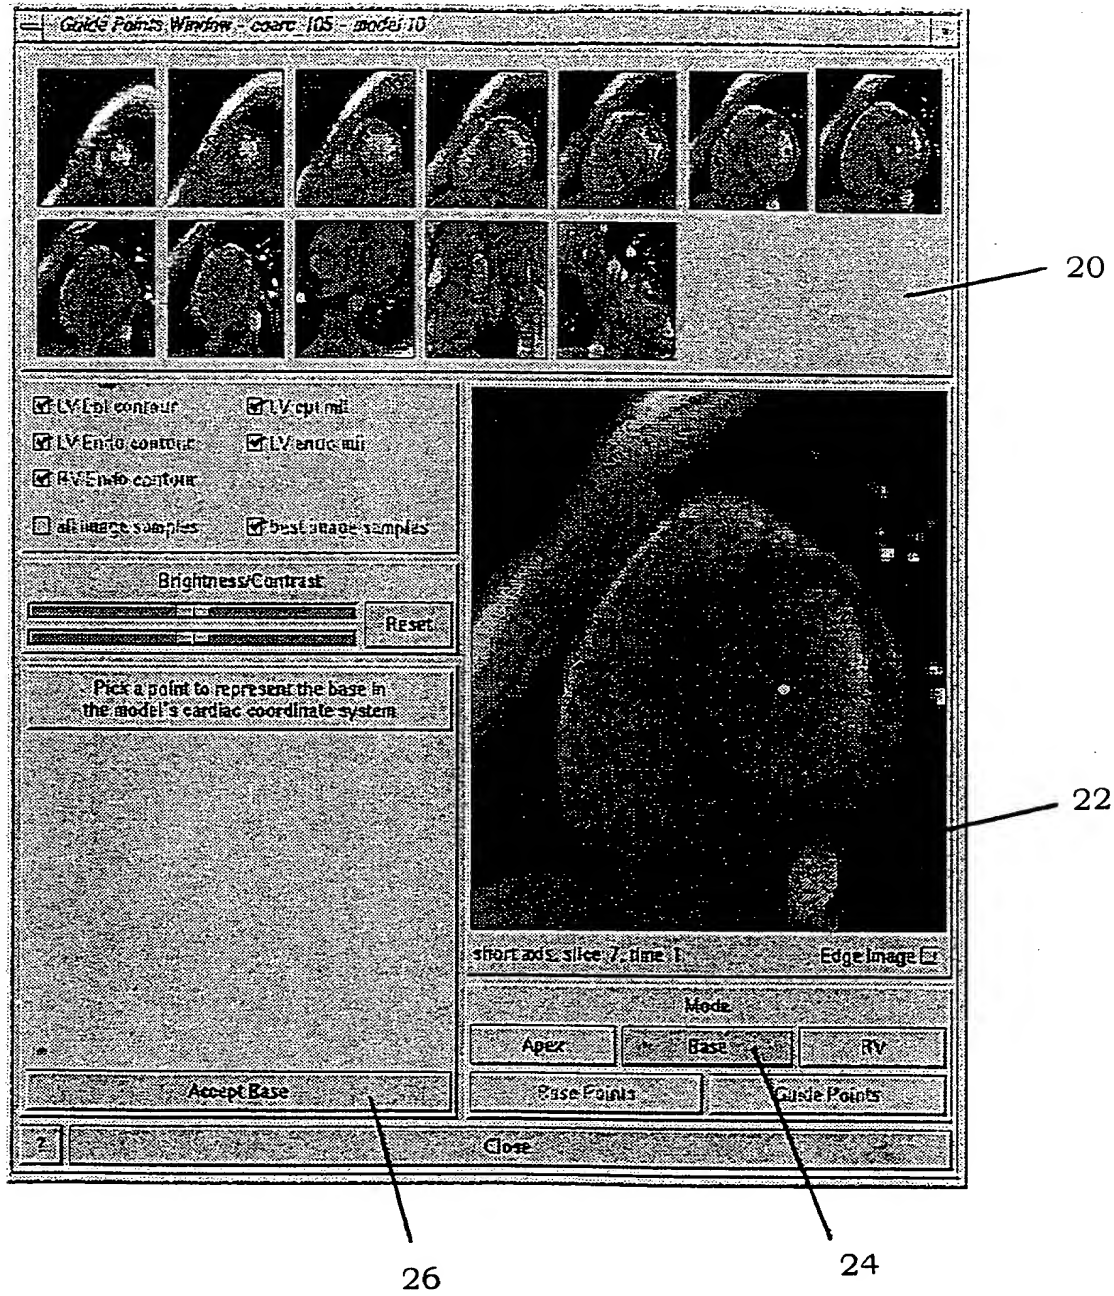 Guide Points Window - coarc_105 - model 10
20
LV Epi contour
LV epi mii
LV Endo contour
LV endo mii
RV Endo contour
all image samples
best image samples
Brightness/Contrast
Reset
Pick a point to represent the base in
the model's cardiac coordinate system
22
short axis, slice 7, time 1
Edge Image
Mode
Apex
Base
RV
Accept Base
Base Points
Guide Points
?
Close
26
24